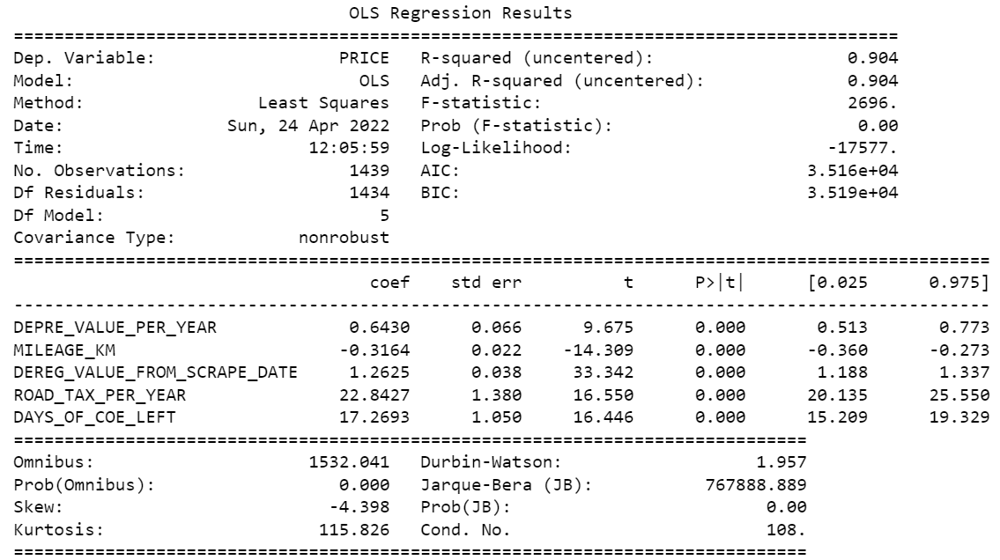 OLS Regression Results
==============================================================================
Dep. Variable: PRICE R-squared (uncentered): 0.904
Model: OLS Adj. R-squared (uncentered): 0.904
Method: Least Squares F-statistic: 2696.
Date: Sun, 24 Apr 2022 Prob (F-statistic): 0.00
Time: 12:05:59 Log-Likelihood: -17577.
No. Observations: 1439 AIC: 3.516e+04
Df Residuals: 1434 BIC: 3.519e+04
Df Model: 5
Covariance Type: nonrobust
==============================================================================
coef std err t P>|t| [0.025 0.975]
------------------------------------------------------------------------------
DEPRE_VALUE_PER_YEAR 0.6430 0.066 9.675 0.000 0.513 0.773
MILEAGE_KM -0.3164 0.022 -14.309 0.000 -0.360 -0.273
DEREG_VALUE_FROM_SCRAPE_DATE 1.2625 0.038 33.342 0.000 1.188 1.337
ROAD_TAX_PER_YEAR 22.8427 1.380 16.550 0.000 20.135 25.550
DAYS_OF_COE_LEFT 17.2693 1.050 16.446 0.000 15.209 19.329
==============================================================================
Omnibus: 1532.041 Durbin-Watson: 1.957
Prob(Omnibus): 0.000 Jarque-Bera (JB): 767888.889
Skew: -4.398 Prob(JB): 0.00
Kurtosis: 115.826 Cond. No. 108.
==============================================================================